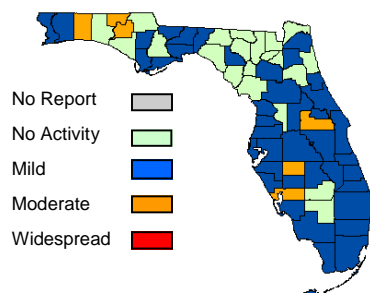 No Report
No Activity
Mild
Moderate
Widespread